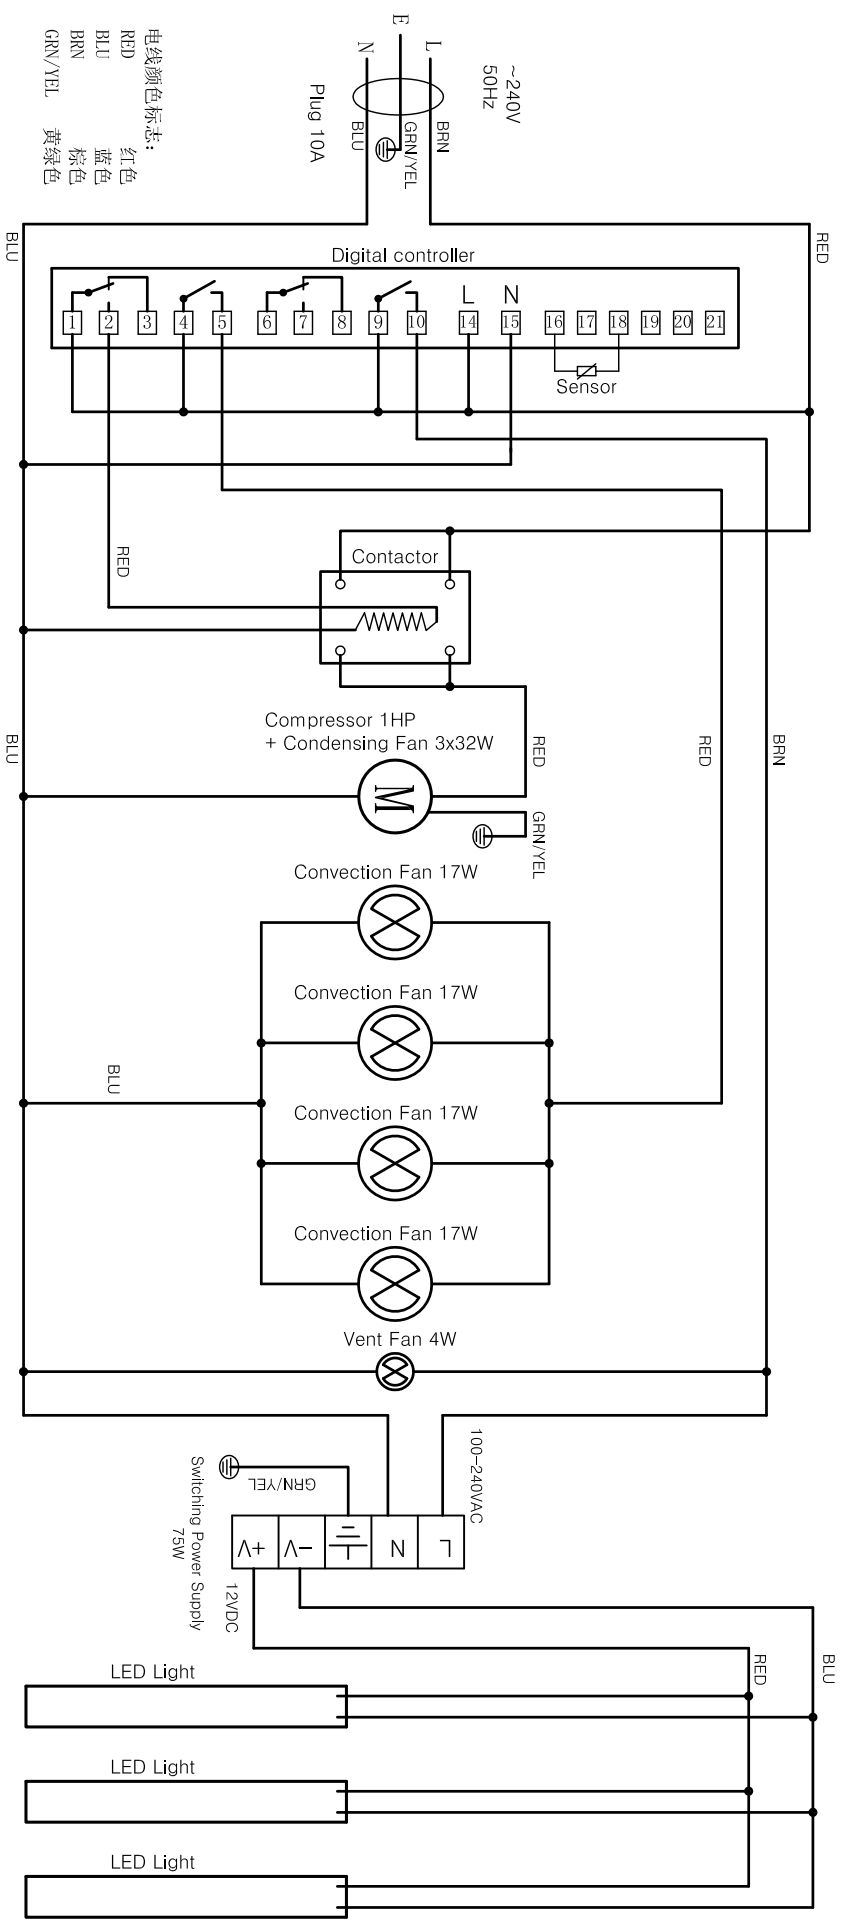 ~240V
50Hz
L
E
N
BRN
GRN/YEL
BLU
Plug 10A
电线颜色标志:
RED 红色
BLU 蓝色
BRN 棕色
GRN/YEL 黄绿色
RED
BLU
Digital controller
L N
1 2 3 4 5 6 7 8 9 10 14 15 16 17 18 19 20 21
Sensor
RED
Contactor
Compressor 1HP
+ Condensing Fan 3x32W
M
RED
GRN/YEL
BLU
RED
BRN
Convection Fan 17W
Convection Fan 17W
Convection Fan 17W
Convection Fan 17W
BLU
Vent Fan 4W
100-240VAC
GRN/YEL
Switching Power Supply
75W
+V -V N L
12VDC
RED
BLU
LED Light
LED Light
LED Light